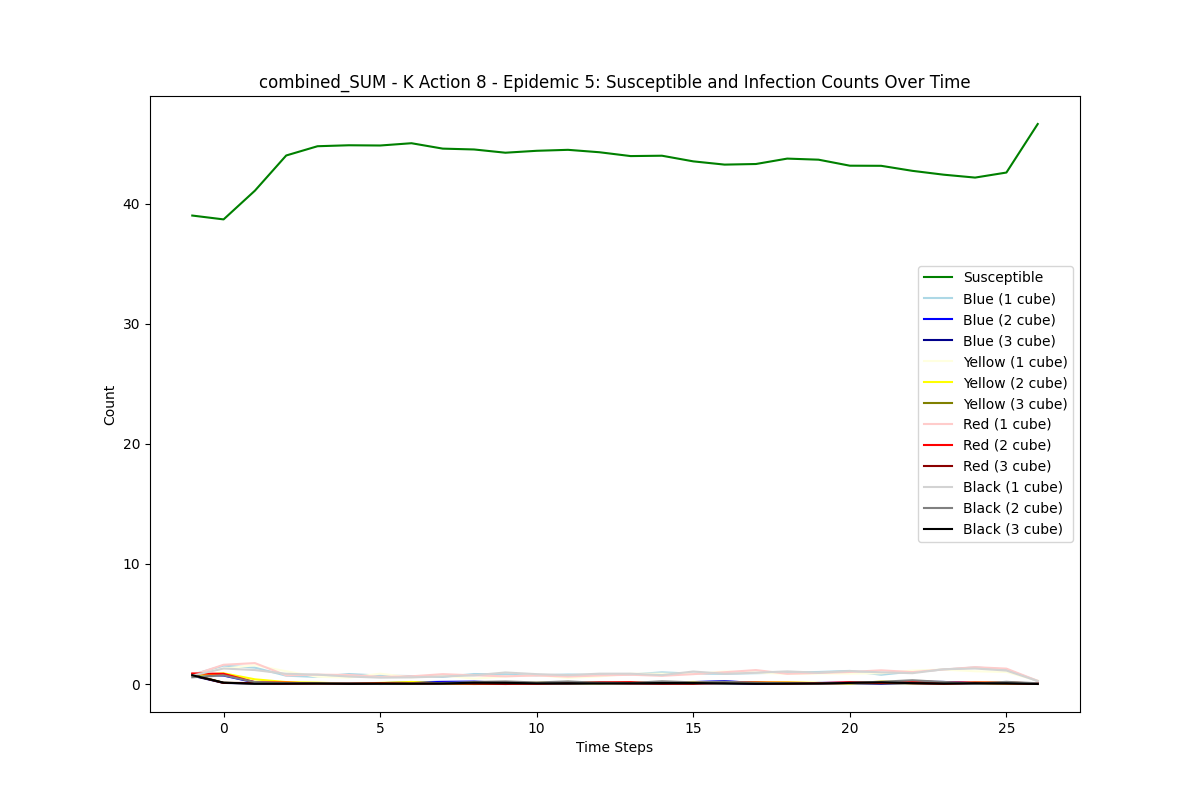 combined_SUM - K Action 8 - Epidemic 5: Susceptible and Infection Counts Over Time
Count
40
30
20
10
0
Susceptible
Blue (1 cube)
Blue (2 cube)
Blue (3 cube)
Yellow (1 cube)
Yellow (2 cube)
Yellow (3 cube)
Red (1 cube)
Red (2 cube)
Red (3 cube)
Black (1 cube)
Black (2 cube)
Black (3 cube)
0 5 10 15 20 25
Time Steps